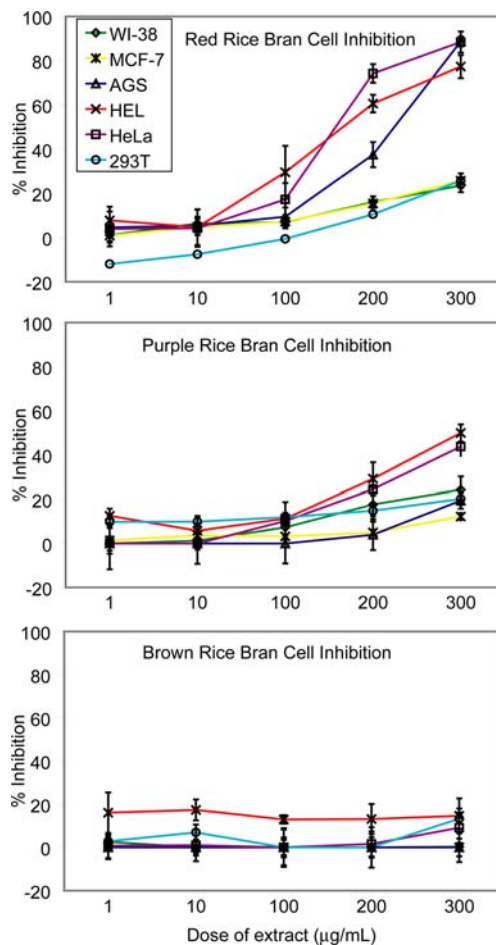 Red Rice Bran Cell Inhibition
WI-38
MCF-7
AGS
HEL
HeLa
293T
% Inhibition
100
80
60
40
20
0
-20
1 10 100 200 300
Purple Rice Bran Cell Inhibition
% Inhibition
100
80
60
40
20
0
-20
1 10 100 200 300
Brown Rice Bran Cell Inhibition
% Inhibition
100
80
60
40
20
0
-20
1 10 100 200 300
Dose of extract (µg/mL)